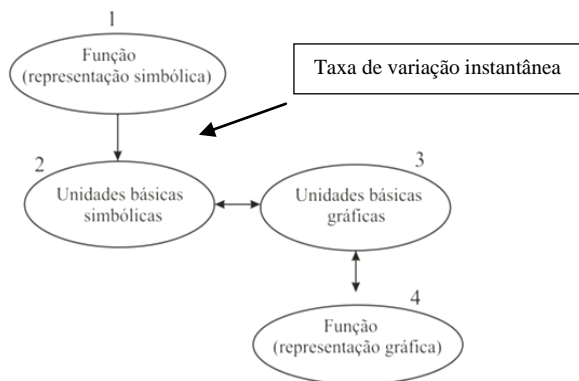 1
Função
(representação simbólica)
Taxa de variação instantânea
2
Unidades básicas
simbólicas
3
Unidades básicas
gráficas
4
Função
(representação gráfica)